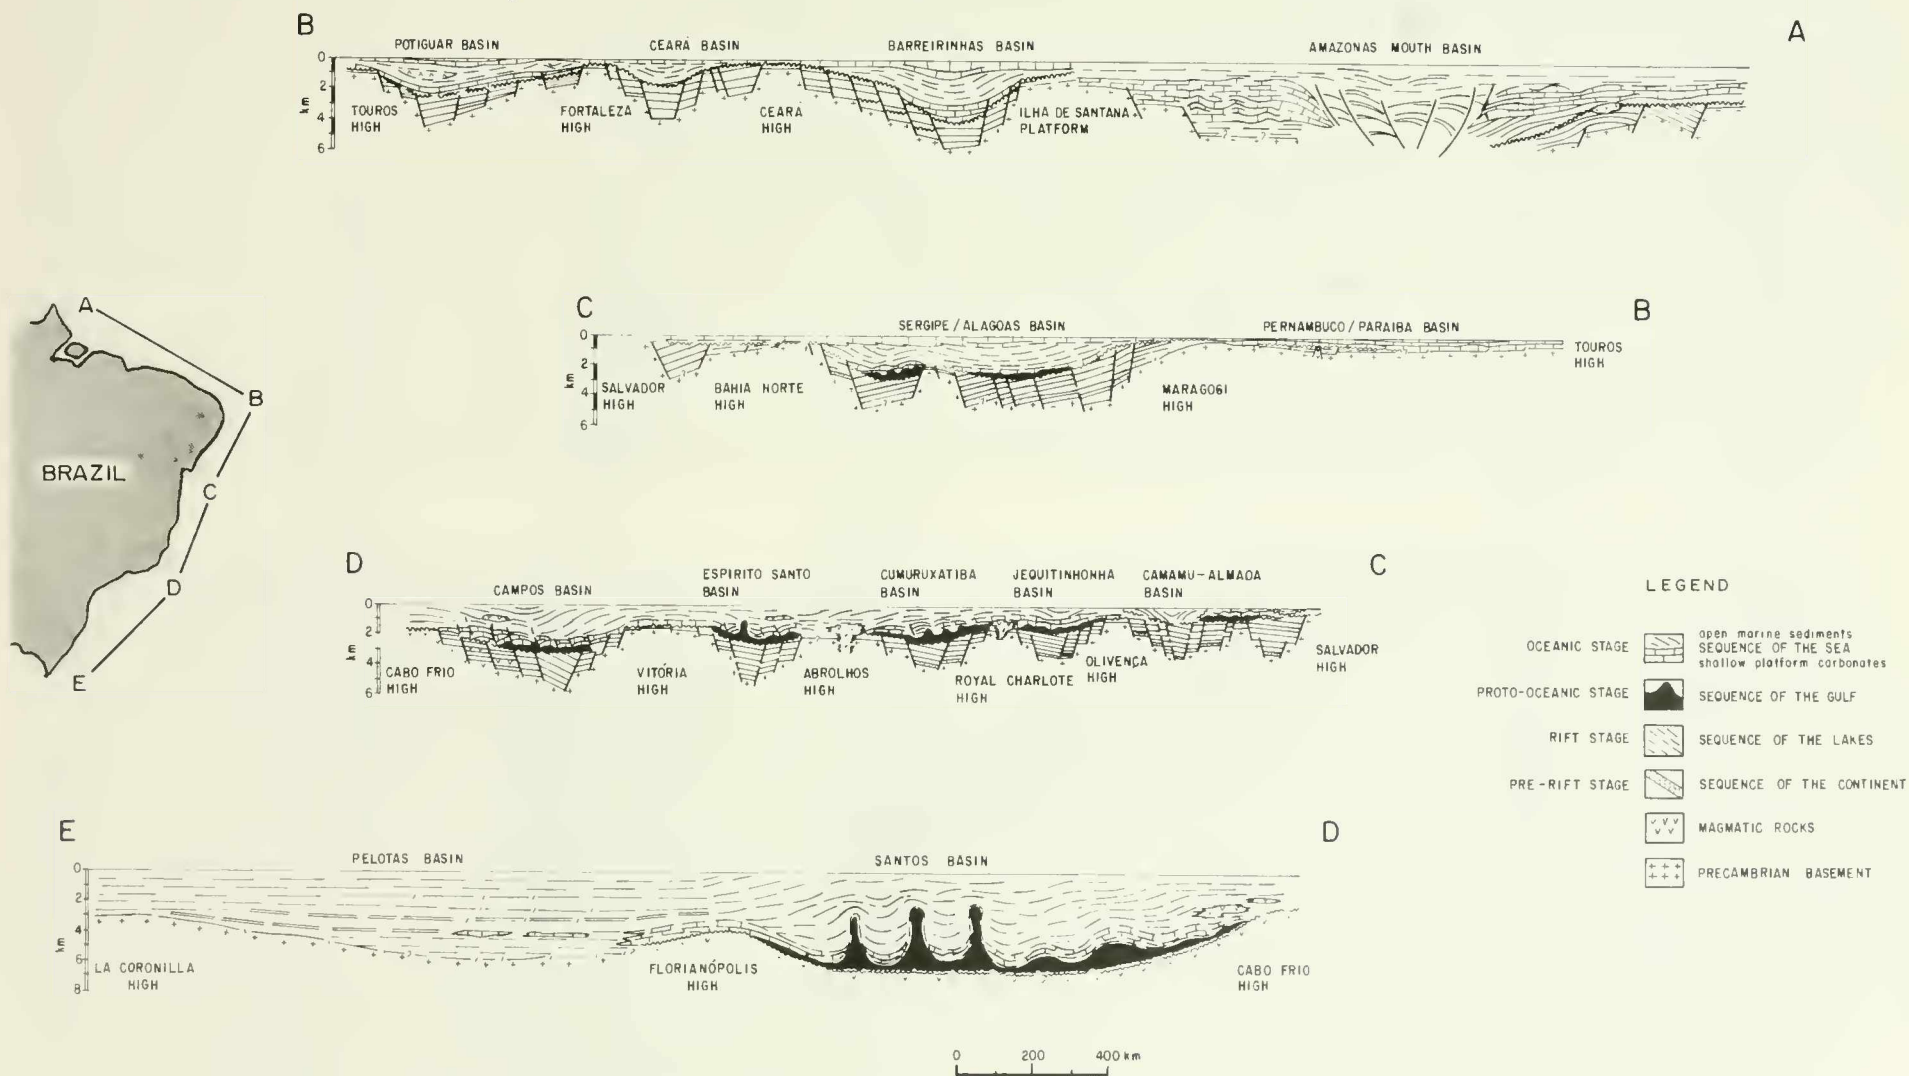 B
A
POTIGUAR BASIN
CEARÁ BASIN
BARREIRINHAS BASIN
AMAZONAS MOUTH BASIN
0
2
4
6
km
TOUROS
HIGH
FORTALEZA
HIGH
CEARÁ
HIGH
ILHA DE SANTANA
PLATFORM
?
?
C
B
SERGIPE/ALAGOAS BASIN
PERNAMBUCO/PARAIBA BASIN
0
2
4
6
km
SALVADOR
HIGH
BAHIA NORTE
HIGH
MARAGOGI
HIGH
TOUROS
HIGH
?
?
A
B
C
D
E
BRAZIL
D
C
CAMPOS BASIN
ESPIRITO SANTO
BASIN
CUMURUXATIBA
BASIN
JEQUITINHONHA
BASIN
CAMAMU-ALMADA
BASIN
0
2
4
6
km
CABO FRIO
HIGH
VITÓRIA
HIGH
ABROLHOS
HIGH
ROYAL CHARLOTE
HIGH
OLIVENÇA
HIGH
SALVADOR
HIGH
E
D
PELOTAS BASIN
SANTOS BASIN
0
2
4
6
8
km
LA CORONILLA
HIGH
FLORIANÓPOLIS
HIGH
CABO FRIO
HIGH
?
LEGEND
OCEANIC STAGE
open marine sediments
SEQUENCE OF THE SEA
shallow platform carbonates
PROTO-OCEANIC STAGE
SEQUENCE OF THE GULF
RIFT STAGE
SEQUENCE OF THE LAKES
PRE-RIFT STAGE
SEQUENCE OF THE CONTINENT
MAGMATIC ROCKS
PRECAMBRIAN BASEMENT
0 200 400 km